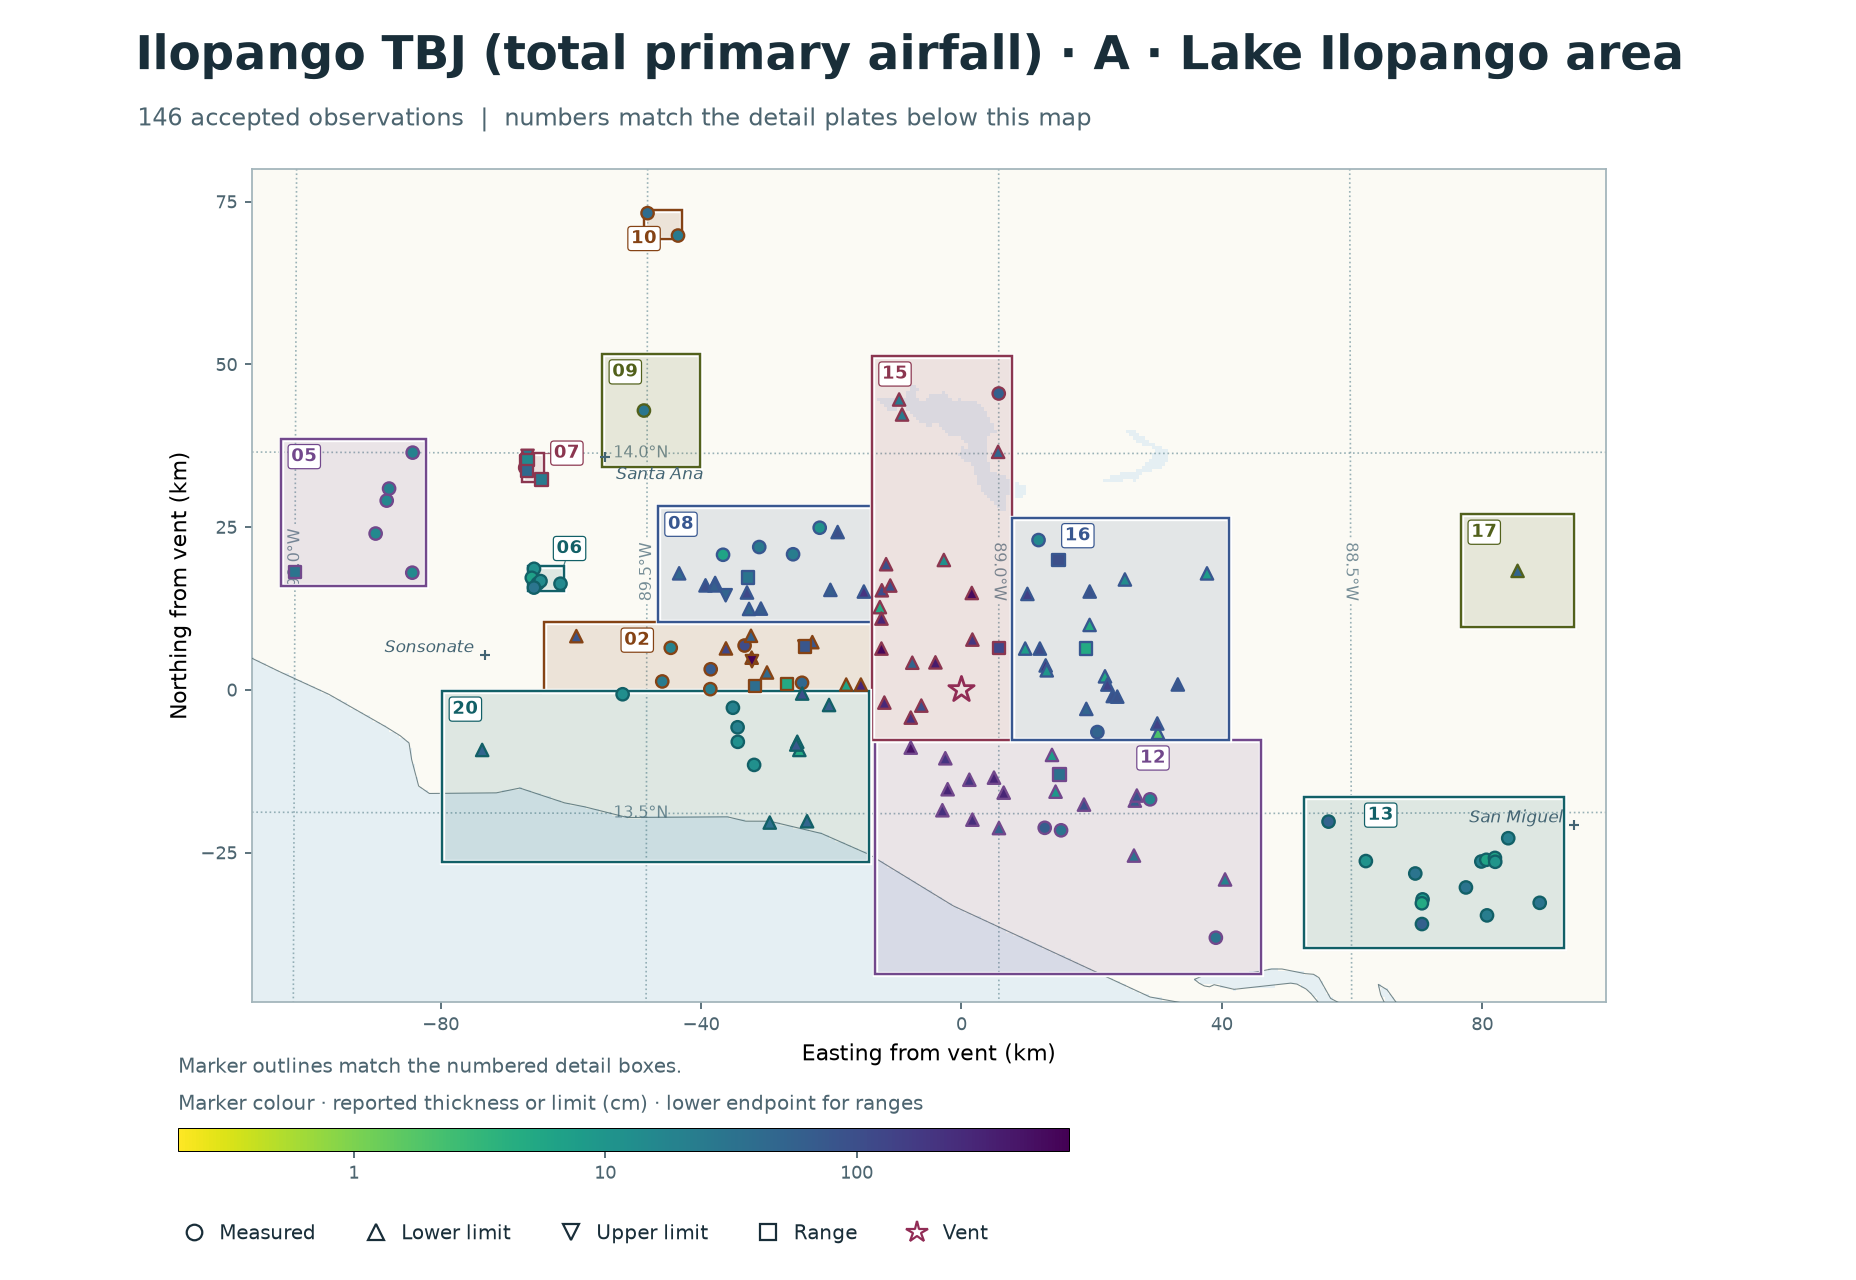 Ilopango TBJ (total primary airfall) · A · Lake Ilopango area
146 accepted observations | numbers match the detail plates below this map
75
50
25
0
−25
Northing from vent (km)
10
09
15
14.0°N
Santa Ana
05
07
08
16
17
06
89.5°W
89.0°W
88.5°W
Sonsonate
02
20
12
13.5°N
13
San Miguel
−80
−40
0
40
80
Easting from vent (km)
Marker outlines match the numbered detail boxes.
Marker colour · reported thickness or limit (cm) · lower endpoint for ranges
1
10
100
Measured
Lower limit
Upper limit
Range
Vent